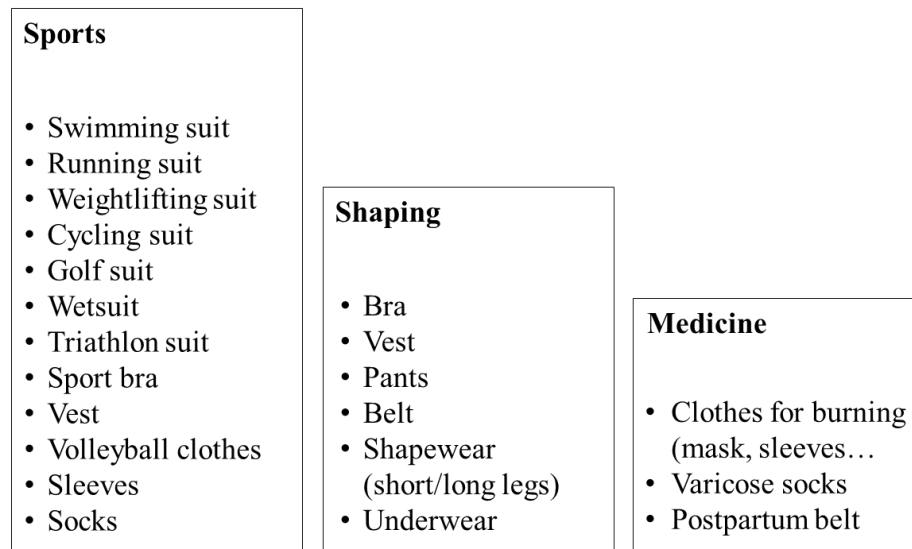 Sports
• Swimming suit
• Running suit
• Weightlifting suit
• Cycling suit
• Golf suit
• Wetsuit
• Triathlon suit
• Sport bra
• Vest
• Volleyball clothes
• Sleeves
• Socks
Shaping
• Bra
• Vest
• Pants
• Belt
• Shapewear
(short/long legs)
• Underwear
Medicine
• Clothes for burning
(mask, sleeves…
• Varicose socks
• Postpartum belt